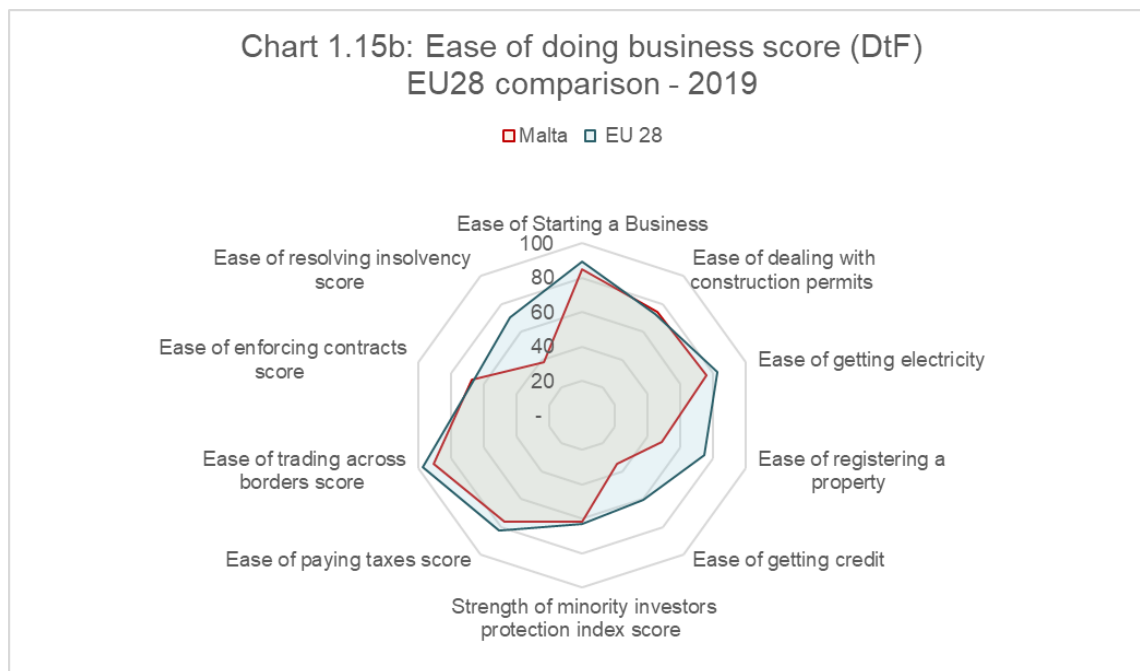 Chart 1.15b: Ease of doing business score (DtF)
EU28 comparison - 2019
Malta EU 28
Ease of Starting a Business
Ease of dealing with
construction permits
Ease of getting electricity
Ease of registering a
property
Ease of getting credit
Strength of minority investors
protection index score
Ease of paying taxes score
Ease of trading across
borders score
Ease of enforcing contracts
score
Ease of resolving insolvency
score
100
80
60
40
20
-